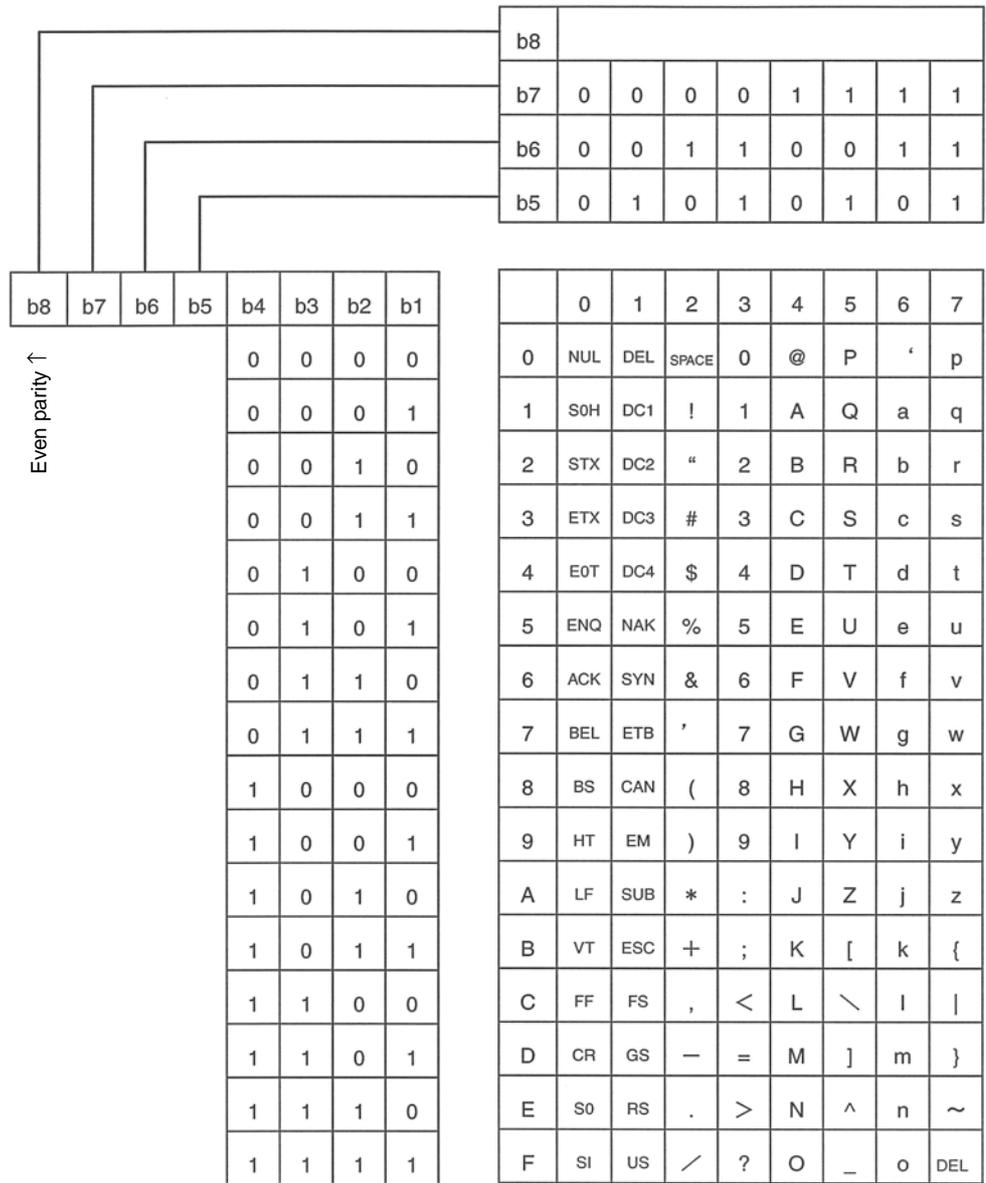 b8
b7 0 0 0 0 1 1 1 1
b6 0 0 1 1 0 0 1 1
b5 0 1 0 1 0 1 0 1
b8 b7 b6 b5 b4 b3 b2 b1 0 1 2 3 4 5 6 7
Even parity ↑
0 0 0 0 0 NUL DEL SPACE 0 @ P ‘ p
0 0 0 1 1 S0H DC1 ! 1 A Q a q
0 0 1 0 2 STX DC2 “ 2 B R b r
0 0 1 1 3 ETX DC3 # 3 C S c s
0 1 0 0 4 E0T DC4 $ 4 D T d t
0 1 0 1 5 ENQ NAK % 5 E U e u
0 1 1 0 6 ACK SYN & 6 F V f v
0 1 1 1 7 BEL ETB ’ 7 G W g w
1 0 0 0 8 BS CAN ( 8 H X h x
1 0 0 1 9 HT EM ) 9 I Y i y
1 0 1 0 A LF SUB * : J Z j z
1 0 1 1 B VT ESC + ; K [ k {
1 1 0 0 C FF FS , < L \ l |
1 1 0 1 D CR GS — = M ] m }
1 1 1 0 E S0 RS . > N ^ n ~
1 1 1 1 F SI US / ? O _ o DEL